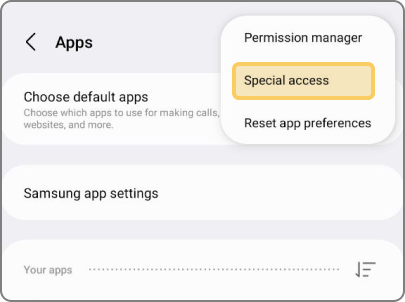 Apps
Permission manager
Special access
Reset app preferences
Choose default apps
Choose which apps to use for making calls,
websites, and more.
Samsung app settings
Your apps